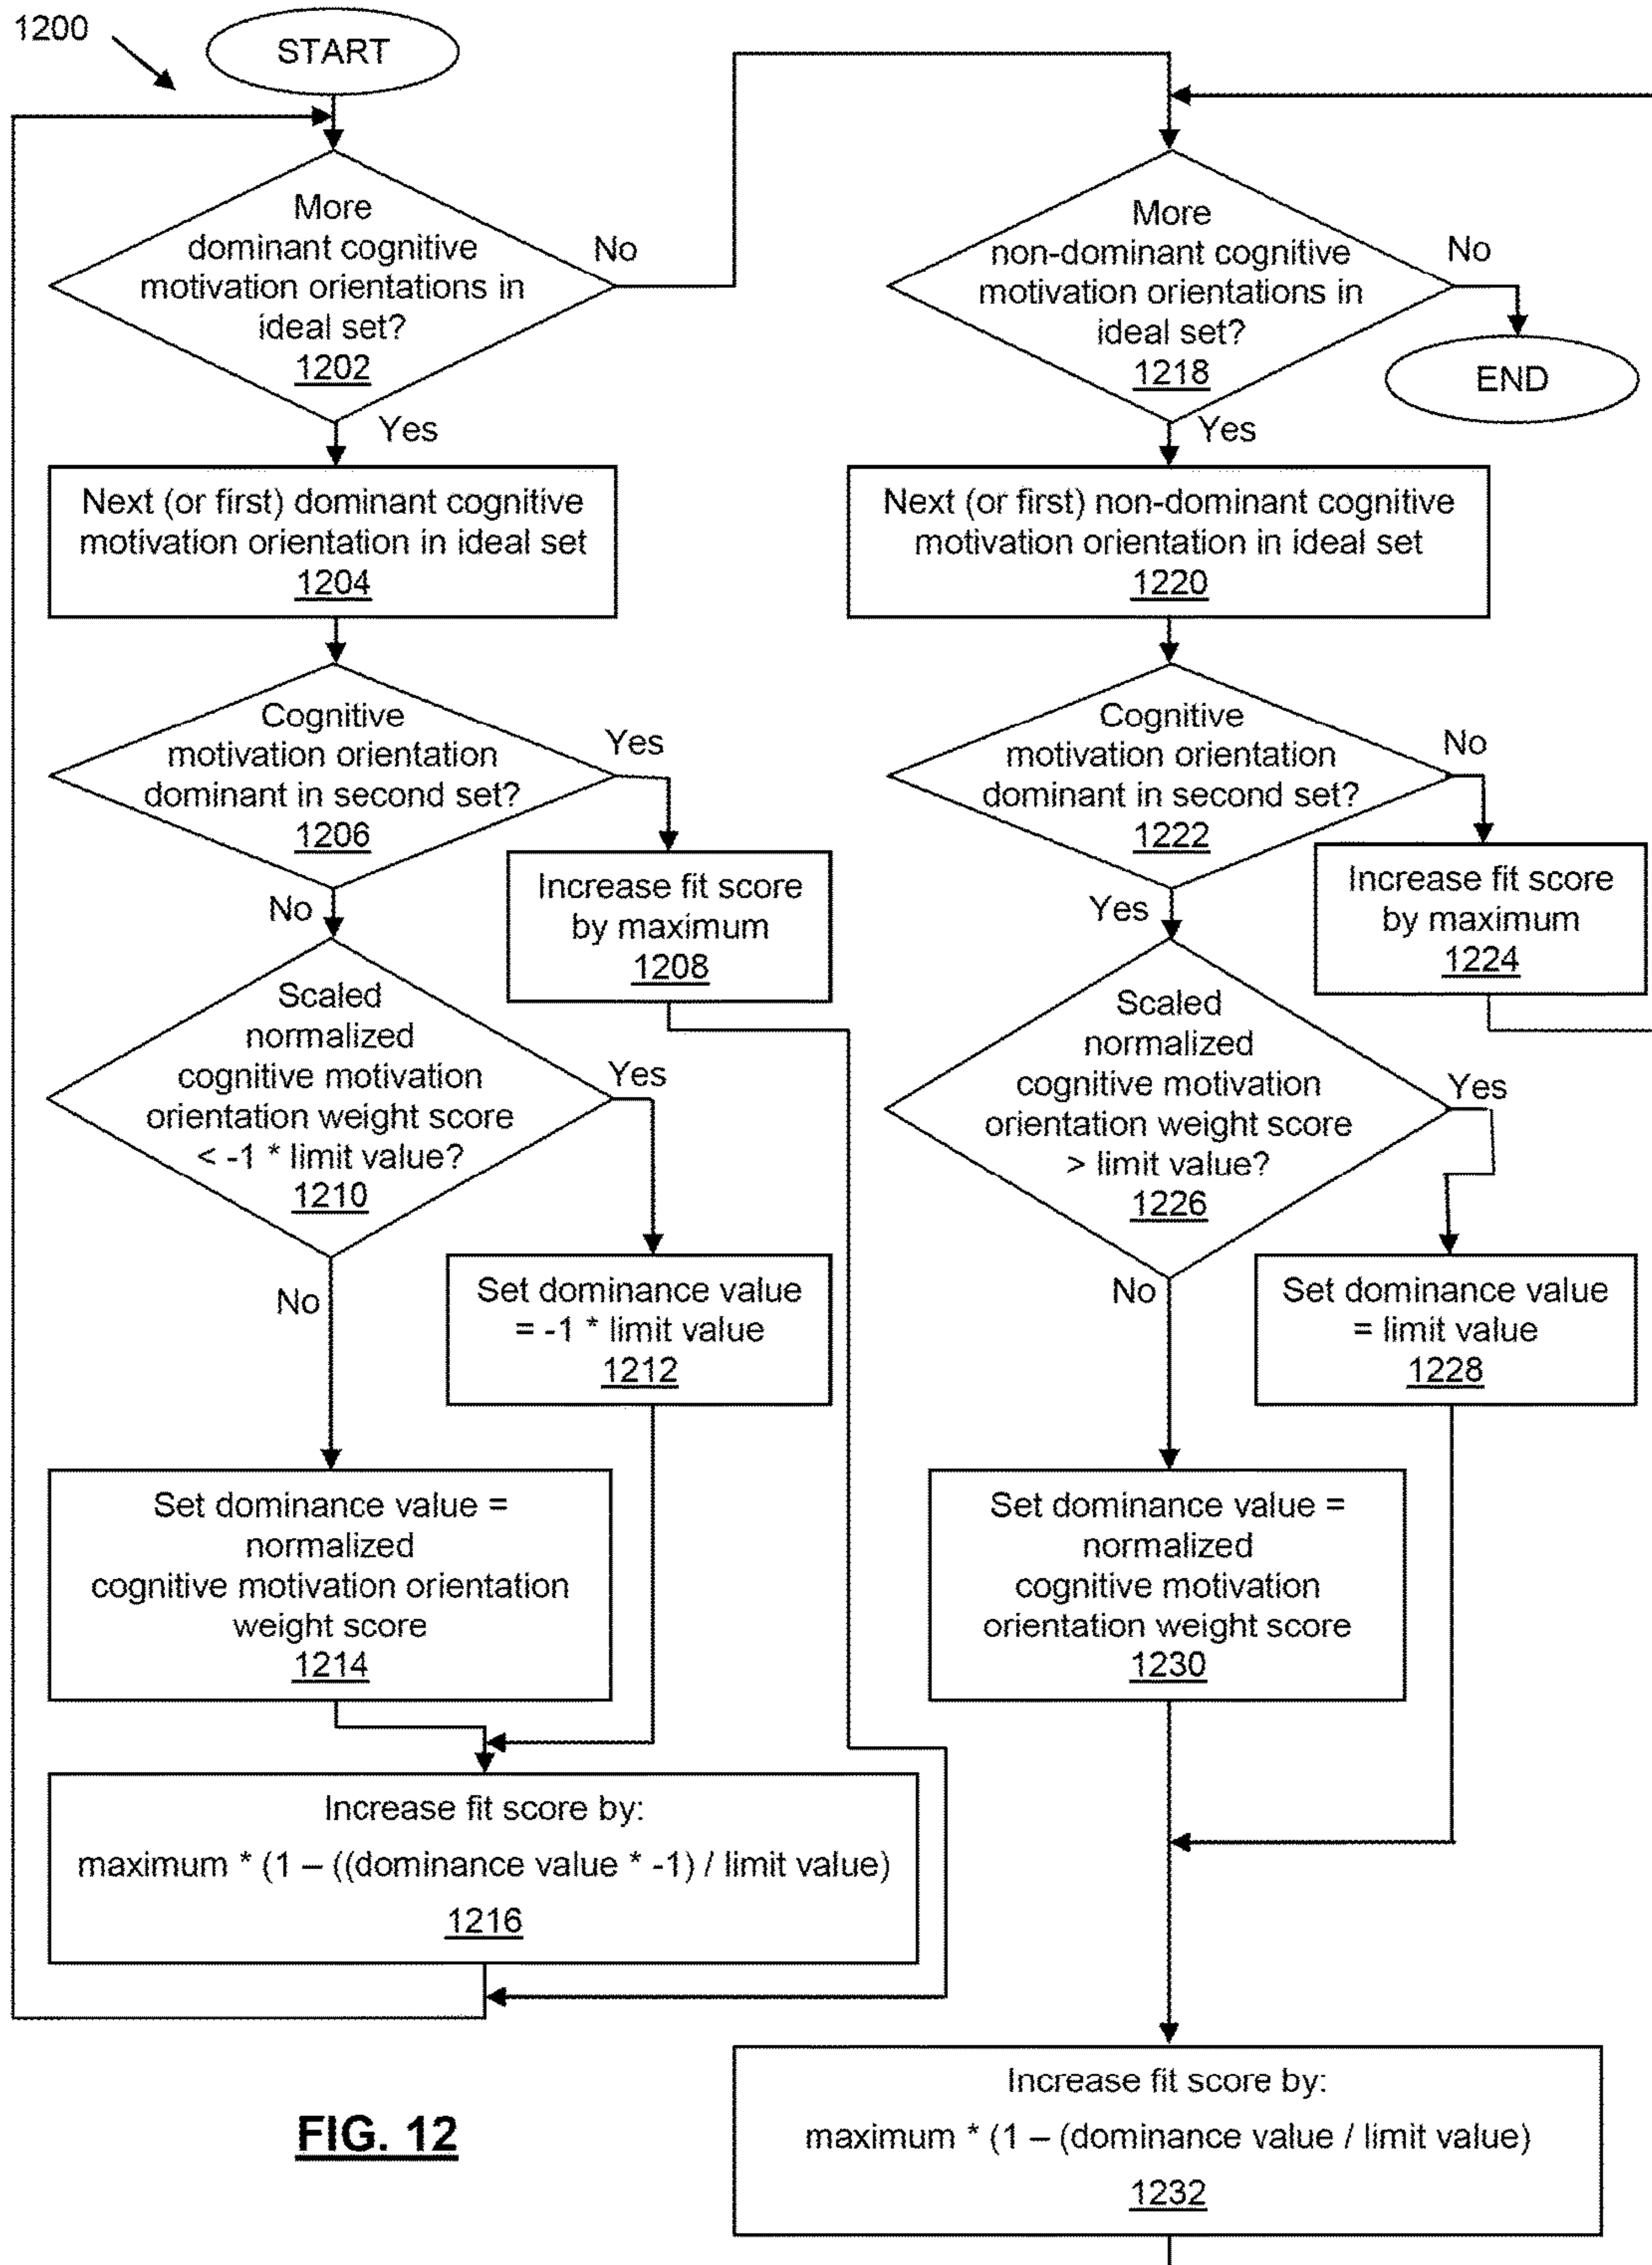 1200
START
More
dominant cognitive
motivation orientations in
ideal set?
1202
No
Yes
Next (or first) dominant cognitive
motivation orientation in ideal set
1204
Cognitive
motivation orientation
dominant in second set?
1206
Yes
No
Increase fit score
by maximum
1208
Scaled
normalized
cognitive motivation
orientation weight score
< -1 * limit value?
1210
Yes
No
Set dominance value
= -1 * limit value
1212
Set dominance value =
normalized
cognitive motivation orientation
weight score
1214
Increase fit score by:
maximum * (1 – ((dominance value * -1) / limit value)
1216
More
non-dominant cognitive
motivation orientations in
ideal set?
1218
No
END
Yes
Next (or first) non-dominant cognitive
motivation orientation in ideal set
1220
Cognitive
motivation orientation
dominant in second set?
1222
No
Yes
Increase fit score
by maximum
1224
Scaled
normalized
cognitive motivation
orientation weight score
> limit value?
1226
Yes
No
Set dominance value
= limit value
1228
Set dominance value =
normalized
cognitive motivation
orientation weight score
1230
Increase fit score by:
maximum * (1 – (dominance value / limit value)
1232
FIG. 12